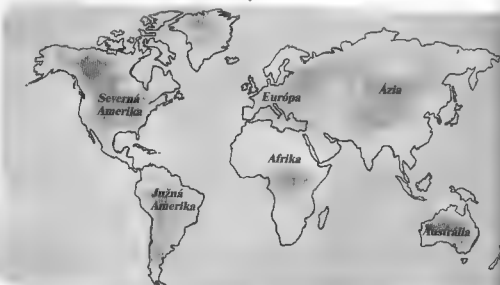 Severná
Amerika
Európa
Ázia
Afrika
Južná
Amerika
Austrália